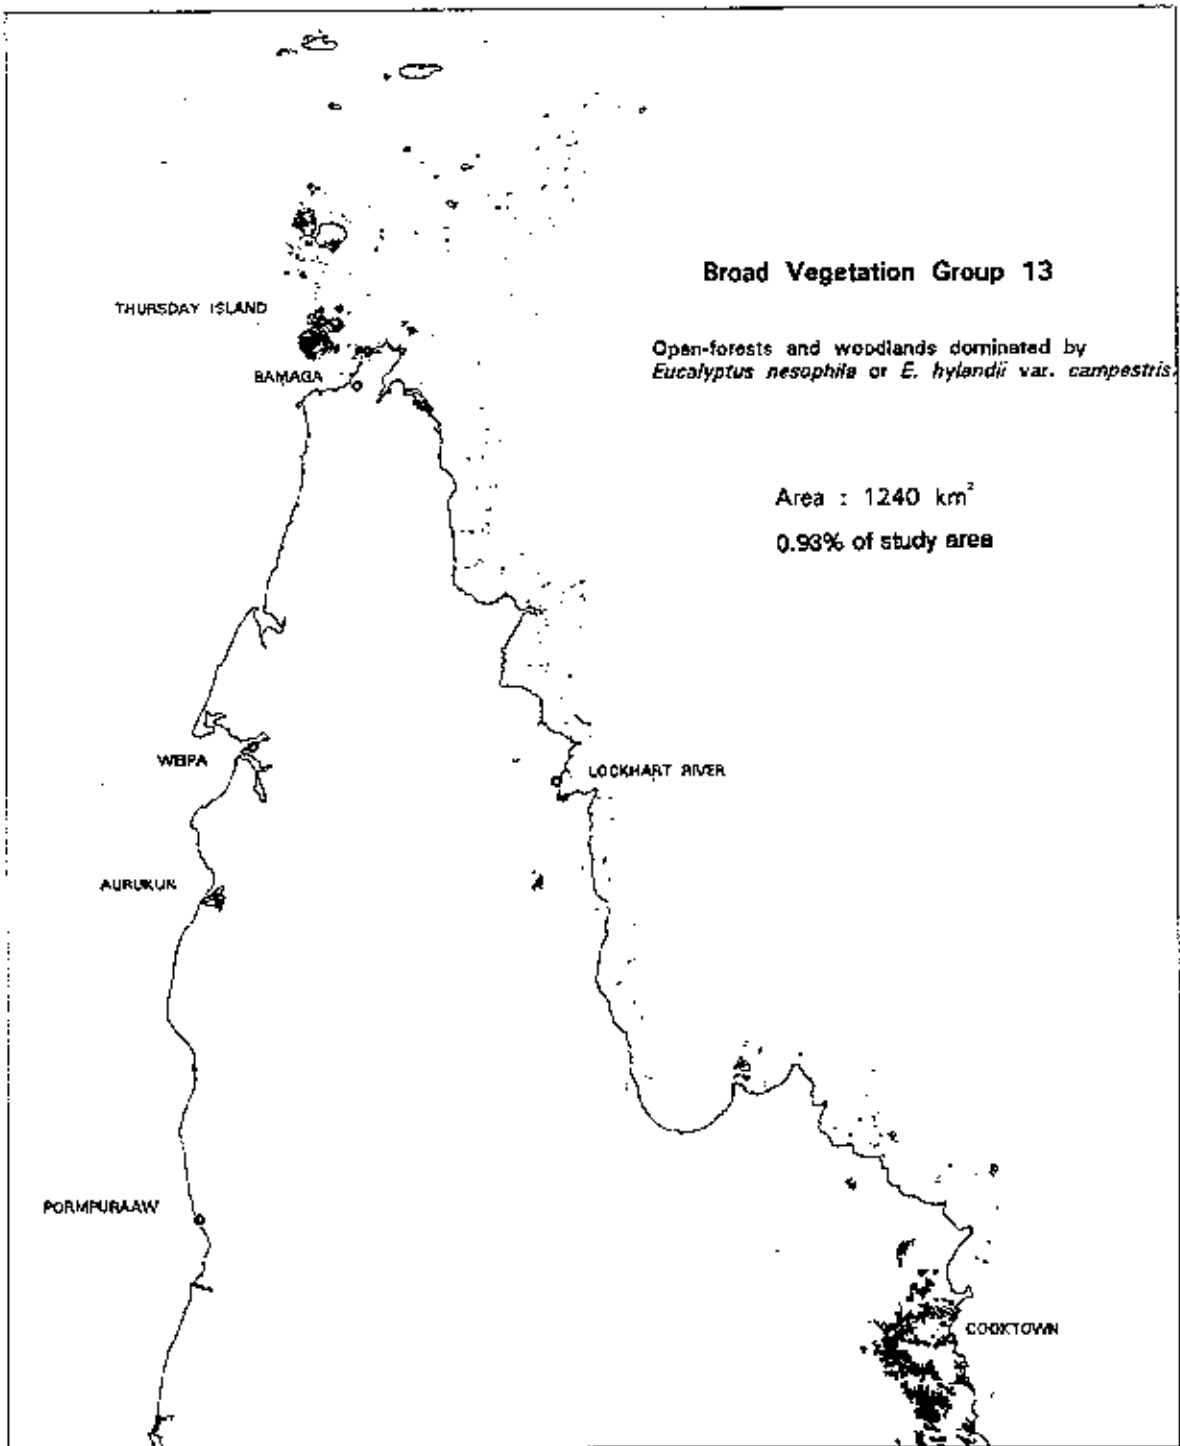 Broad Vegetation Group 13
THURSDAY ISLAND
Open-forests and woodlands dominated by
Eucalyptus nesophila or E. hylandii var. campestris.
BAMAGA
Area : 1240 km²
0.93% of study area
WEIPA
LOCKHART RIVER
AURUKUN
PORMPURAAW
COOKTOWN